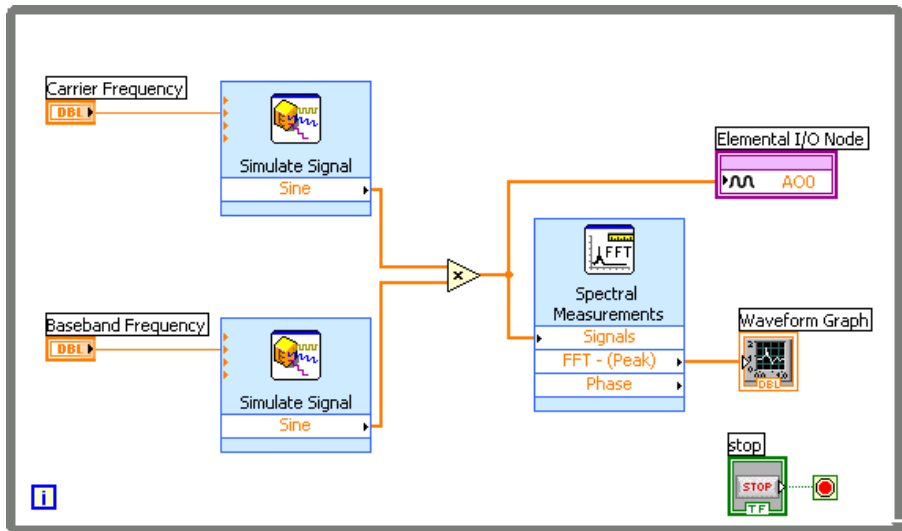 Carrier Frequency
DBL
Simulate Signal
Sine
Elemental I/O Node
AO0
x
FFT
Spectral
Measurements
Signals
FFT - (Peak)
Phase
Waveform Graph
DBL
Baseband Frequency
DBL
Simulate Signal
Sine
stop
STOP
TF
i